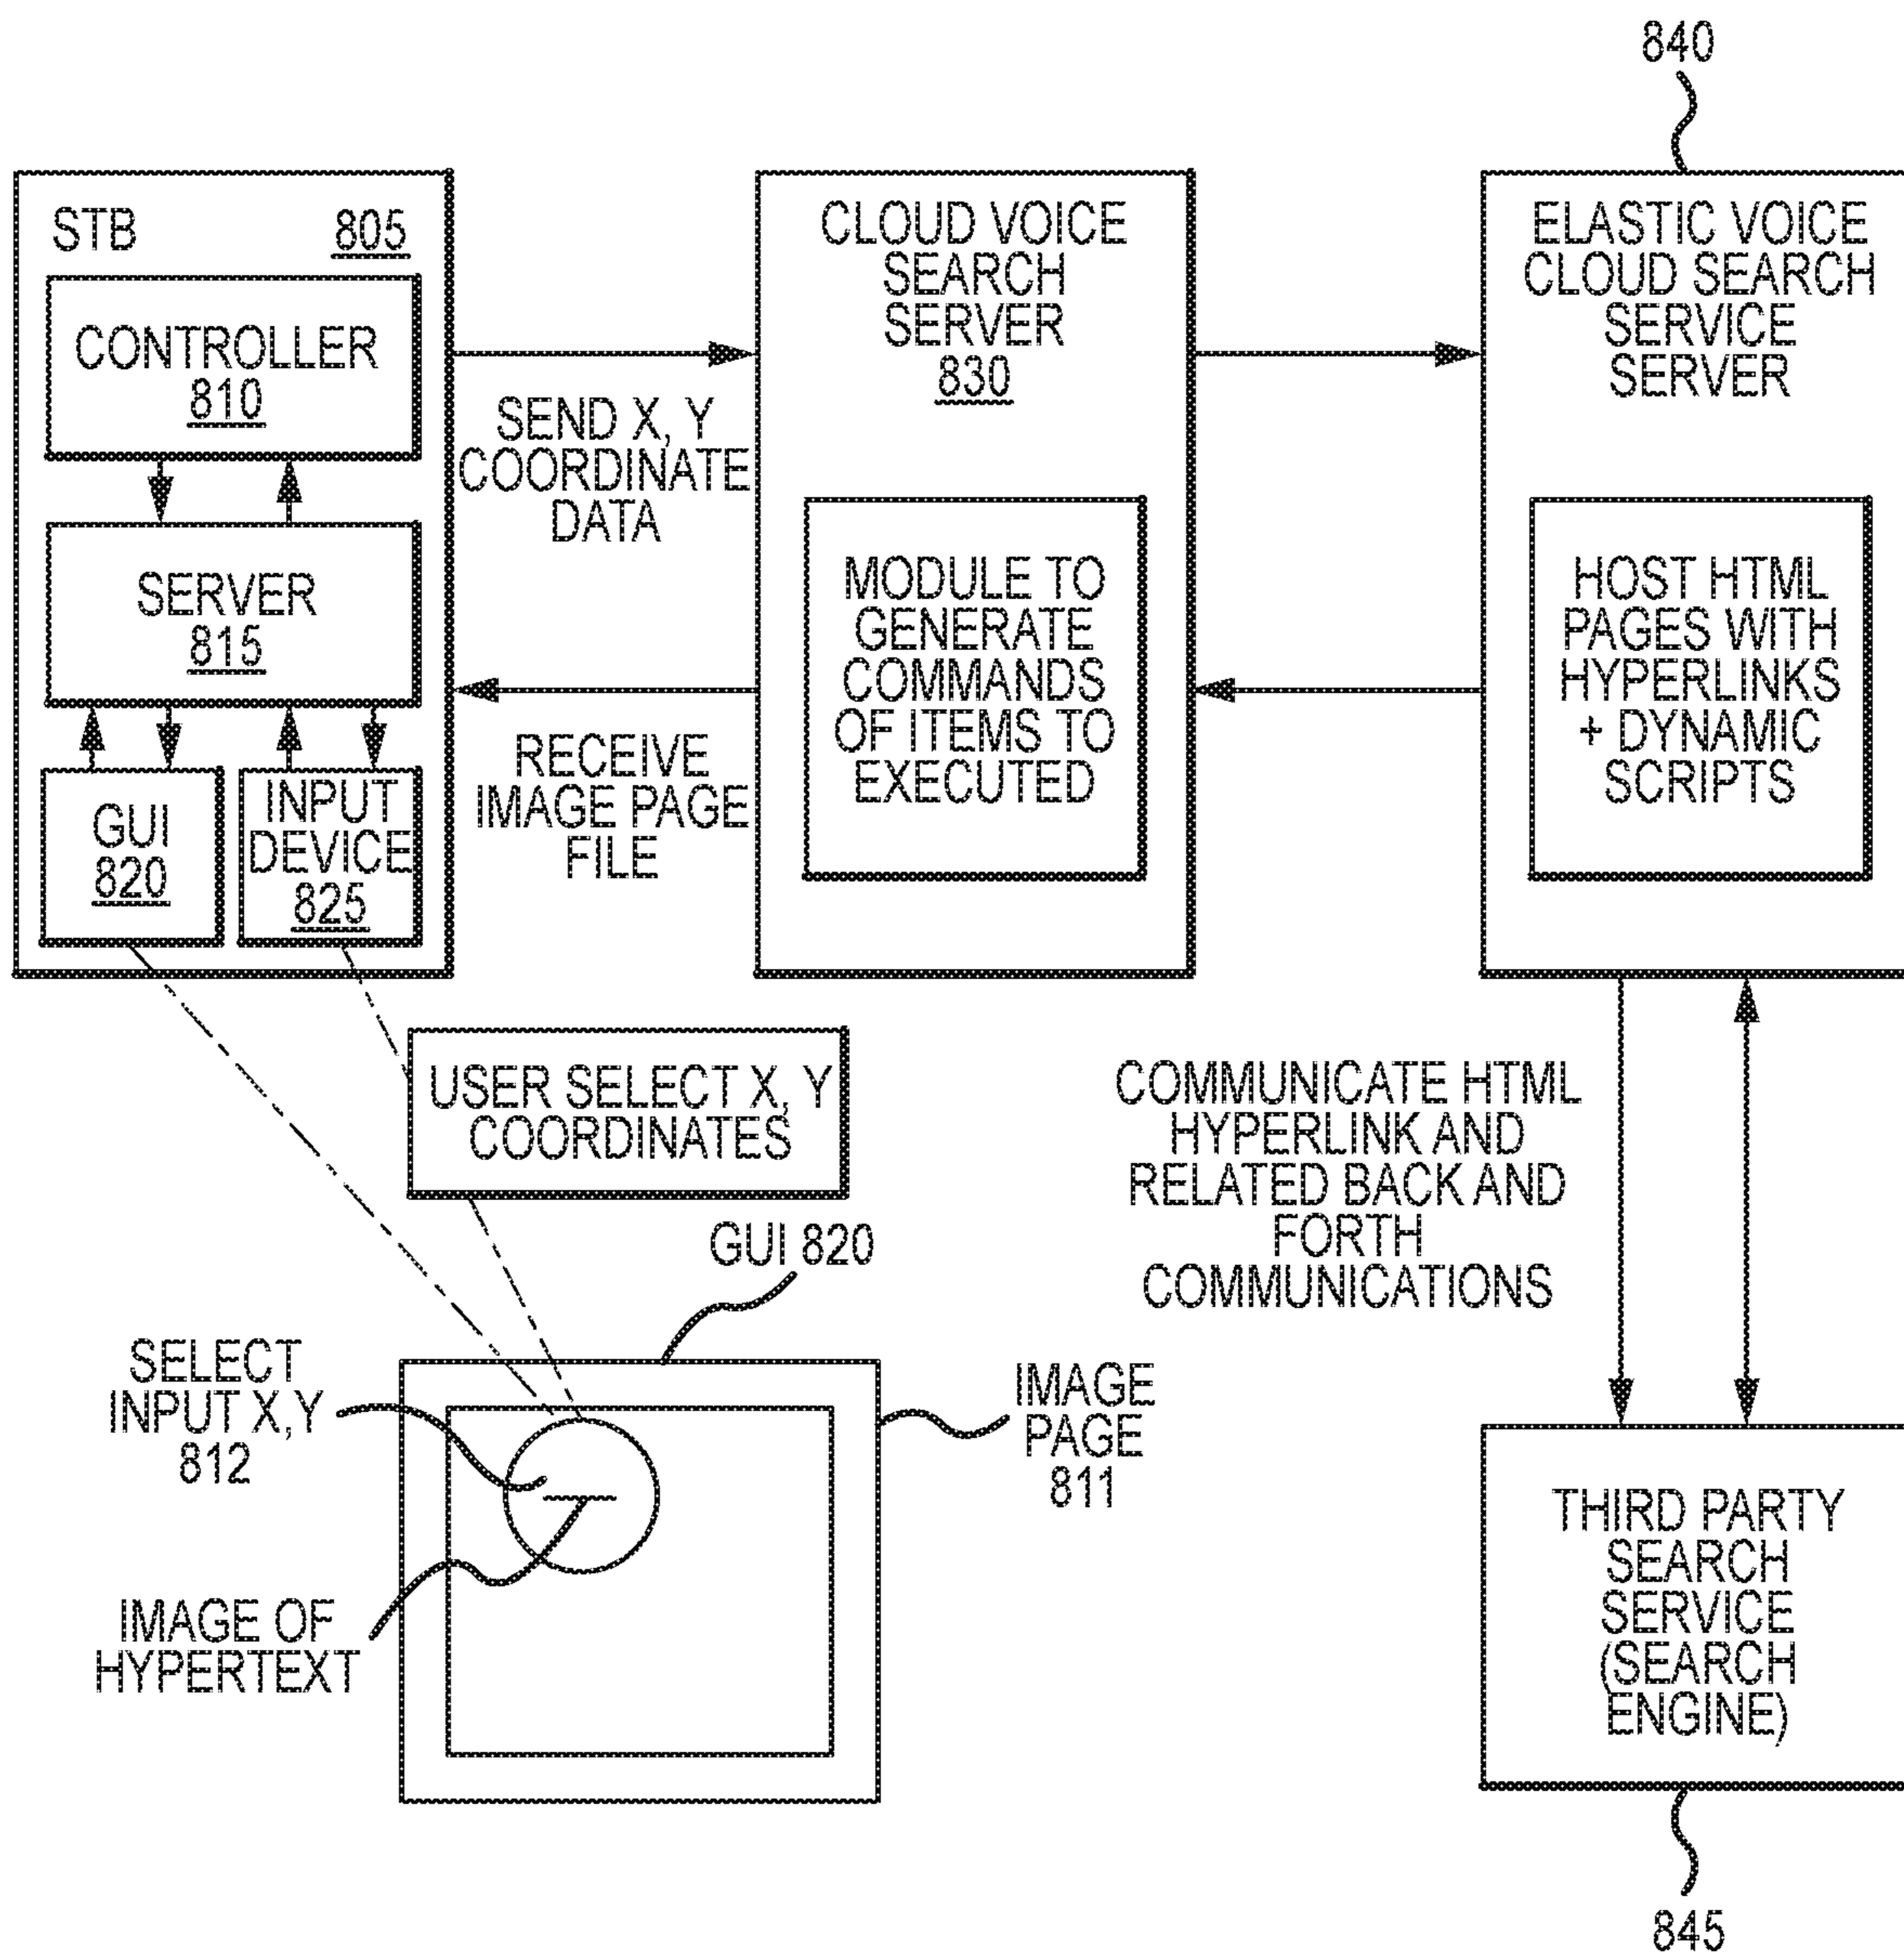 840
STB 805
CONTROLLER
810
SERVER
815
GUI
820
INPUT
DEVICE
825
SEND X, Y
COORDINATE
DATA
RECEIVE
IMAGE PAGE
FILE
CLOUD VOICE
SEARCH
SERVER
830
MODULE TO
GENERATE
COMMANDS
OF ITEMS TO
EXECUTED
ELASTIC VOICE
CLOUD SEARCH
SERVICE
SERVER
HOST HTML
PAGES WITH
HYPERLINKS
+ DYNAMIC
SCRIPTS
USER SELECT X, Y
COORDINATES
COMMUNICATE HTML
HYPERLINK AND
RELATED BACK AND
FORTH
COMMUNICATIONS
GUI 820
SELECT
INPUT X,Y
812
IMAGE
PAGE
811
IMAGE OF
HYPERTEXT
THIRD PARTY
SEARCH
SERVICE
(SEARCH
ENGINE)
845